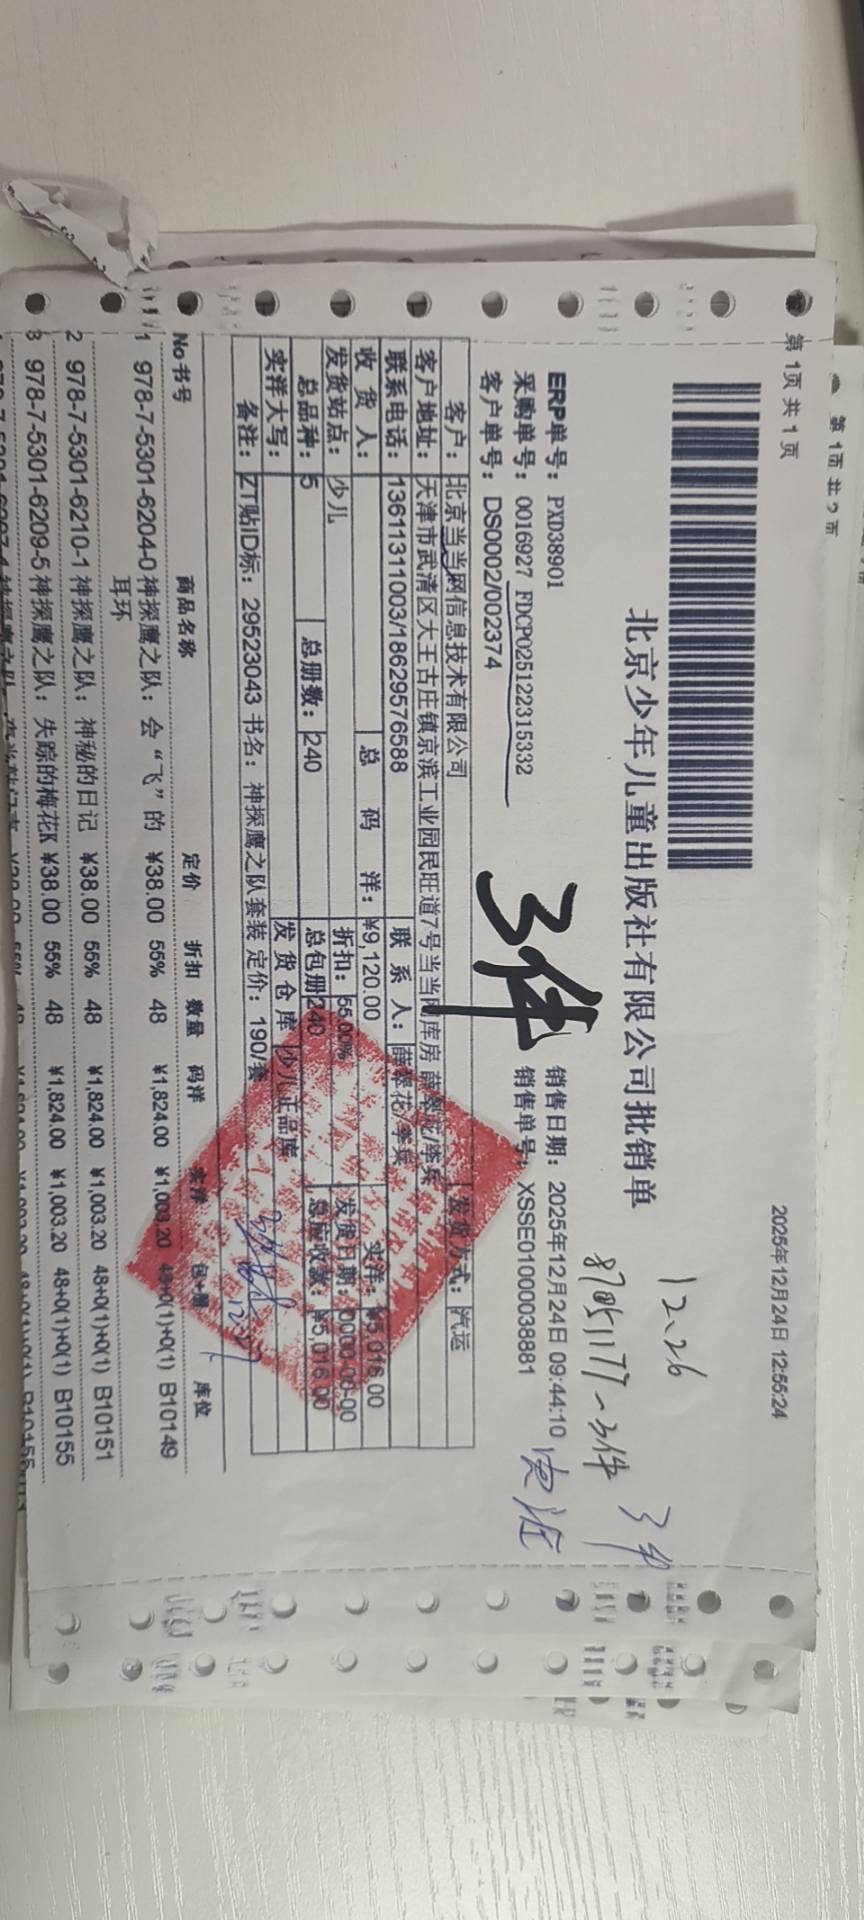 第 1页 共 1 页
2025年12月24日 12:55:24
北京少年儿童出版社有限公司批销单
12.26
3件
ERP单号: PXD38901
销售日期: 2025年12月24日 09:44:10
采购单号: 0016927 FDCP025122315332
销售单号: XSSE01000038881
客户单号: DS0002/002374
3件
客户: 北京当当网信息技术有限公司
发货方式: 汽运
客户地址: 天津市武清区大王古庄镇京滨工业园民旺道7号当当网库房
联系电话: 13611311003/18629576588
联 系 人:
收 货 人:
总 码 洋: ¥9,120.00
实洋: ¥5,016.00
发货站点: 少儿
折扣: 55.00%
发货日期: 0000-00-00
总品种: 5
总册数: 240
总包册 240
总应收款: ¥5,016.00
实洋大写:
发 货 仓 库 少儿正品库
备注: ZT贴ID标: 29523043 书名: 神探鹰之队套装 定价: 190/套
No 书号 商品名称 定价 折扣 数量 码洋 实洋 包+册 库位
1 978-7-5301-6204-0 神探鹰之队: 会“飞”的 ¥38.00 55% 48 ¥1,824.00 ¥1,003.20 48+0(1)+0(1) B10149
耳环
2 978-7-5301-6210-1 神探鹰之队: 神秘的日记 ¥38.00 55% 48 ¥1,824.00 ¥1,003.20 48+0(1)+0(1) B10151
3 978-7-5301-6209-5 神探鹰之队: 失踪的梅花K ¥38.00 55% 48 ¥1,824.00 ¥1,003.20 48+0(1)+0(1) B10155